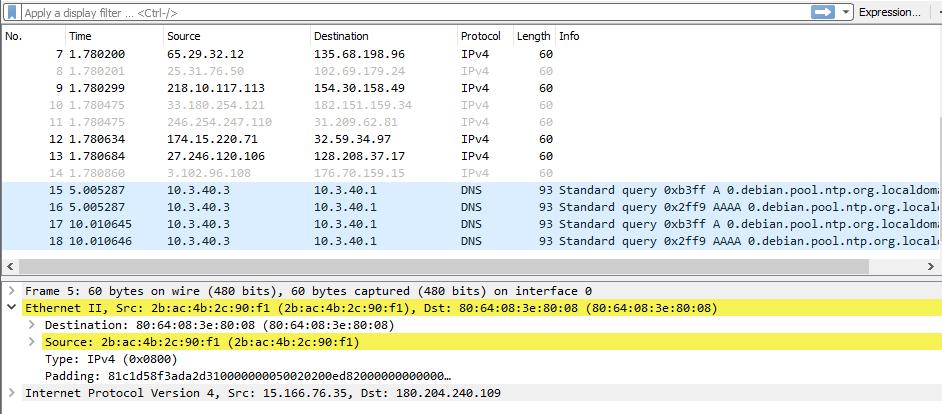 Apply a display filter ... <Ctrl-/> Expression...
No. Time Source Destination Protocol Length Info
7 1.780200 65.29.32.12 135.68.198.96 IPv4 60
8 1.780201 25.31.76.50 102.69.179.24 IPv4 60
9 1.780299 218.10.117.113 154.30.158.49 IPv4 60
10 1.780475 33.180.254.121 182.151.159.34 IPv4 60
11 1.780475 246.254.247.110 31.209.62.81 IPv4 60
12 1.780634 174.15.220.71 32.59.34.97 IPv4 60
13 1.780684 27.246.120.106 128.208.37.17 IPv4 60
14 1.780860 3.102.96.108 176.70.159.15 IPv4 60
15 5.005287 10.3.40.3 10.3.40.1 DNS 93 Standard query 0xb3ff A 0.debian.pool.ntp.org.localdoma
16 5.005287 10.3.40.3 10.3.40.1 DNS 93 Standard query 0x2ff9 AAAA 0.debian.pool.ntp.org.local
17 10.010645 10.3.40.3 10.3.40.1 DNS 93 Standard query 0xb3ff A 0.debian.pool.ntp.org.localdoma
18 10.010646 10.3.40.3 10.3.40.1 DNS 93 Standard query 0x2ff9 AAAA 0.debian.pool.ntp.org.local
Frame 5: 60 bytes on wire (480 bits), 60 bytes captured (480 bits) on interface 0
Ethernet II, Src: 2b:ac:4b:2c:90:f1 (2b:ac:4b:2c:90:f1), Dst: 80:64:08:3e:80:08 (80:64:08:3e:80:08)
Destination: 80:64:08:3e:80:08 (80:64:08:3e:80:08)
Source: 2b:ac:4b:2c:90:f1 (2b:ac:4b:2c:90:f1)
Type: IPv4 (0x0800)
Padding: 81c1d58f3ada2d310000000050020200ed82000000000000…
Internet Protocol Version 4, Src: 15.166.76.35, Dst: 180.204.240.109